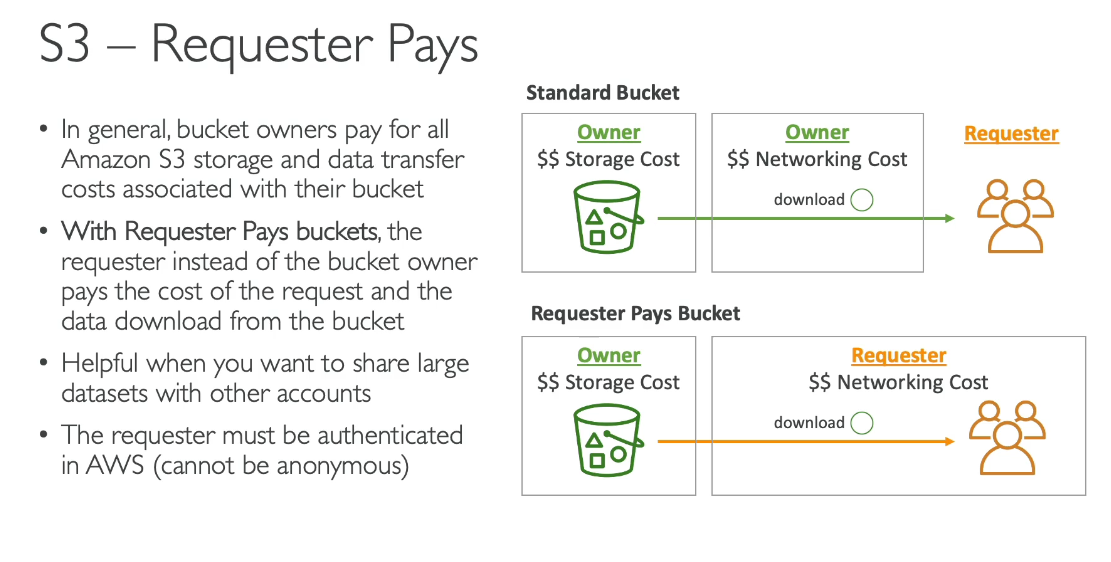 S3 – Requester Pays
• In general, bucket owners pay for all
Amazon S3 storage and data transfer
costs associated with their bucket
• With Requester Pays buckets, the
requester instead of the bucket owner
pays the cost of the request and the
data download from the bucket
• Helpful when you want to share large
datasets with other accounts
• The requester must be authenticated
in AWS (cannot be anonymous)
Standard Bucket
Owner
$$ Storage Cost
Owner
$$ Networking Cost
download
Requester
Requester Pays Bucket
Owner
$$ Storage Cost
Requester
$$ Networking Cost
download